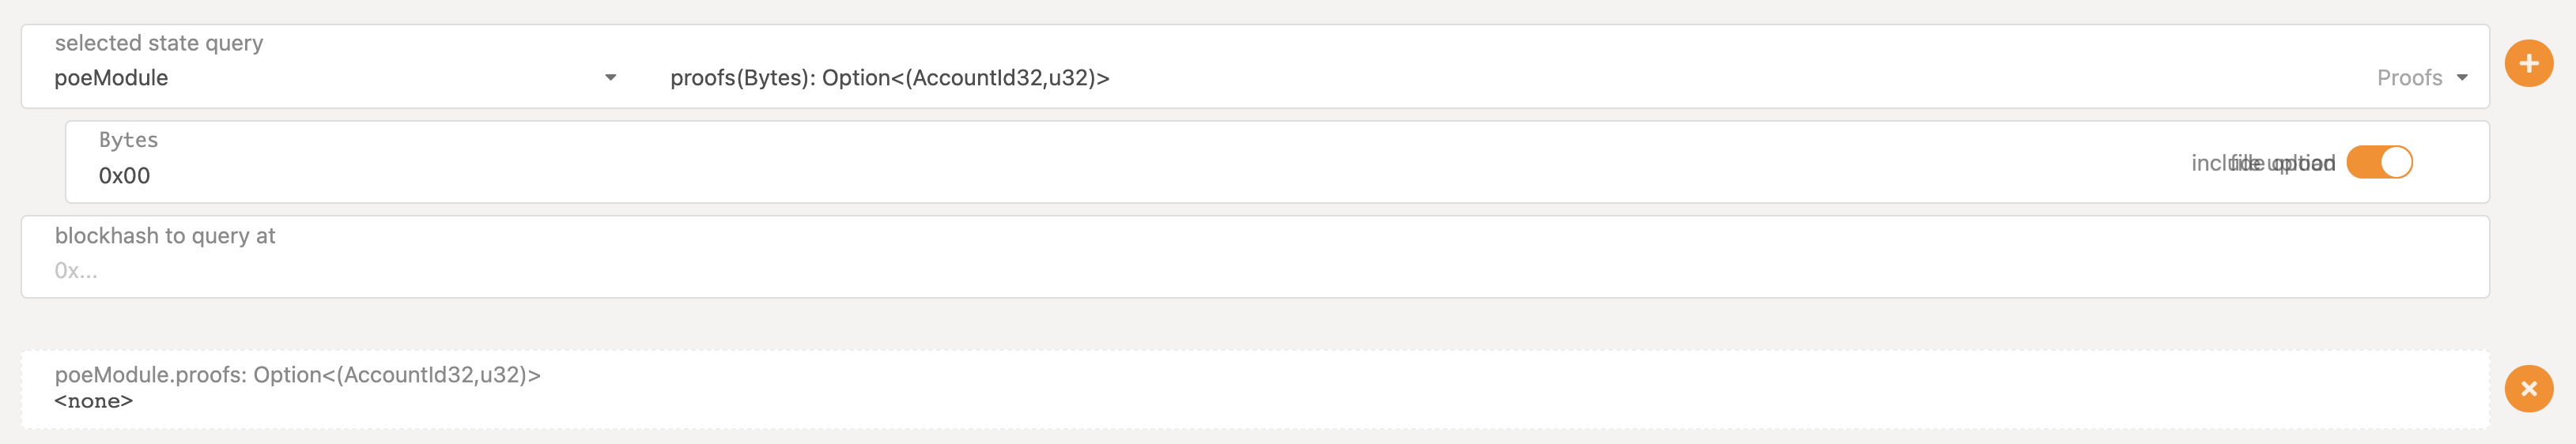 selected state query
poeModule
proofs(Bytes): Option<(AccountId32,u32)>
Proofs
Bytes
0x00
include option
file upload
blockhash to query at
0x...
poeModule.proofs: Option<(AccountId32,u32)>
<none>